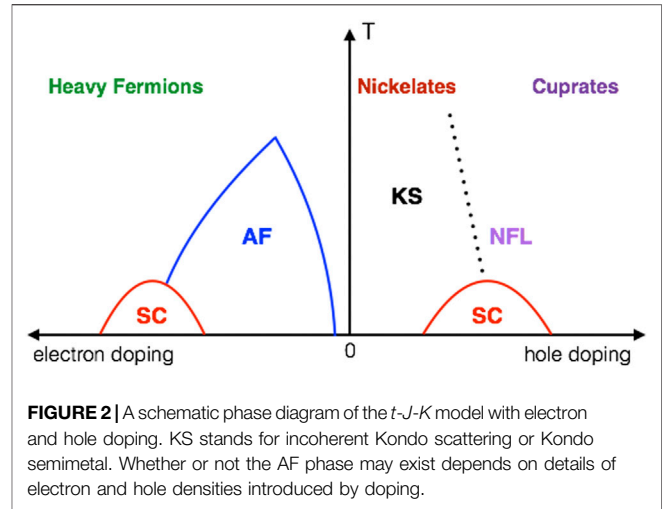 T
Heavy Fermions
Nickelates
Cuprates
KS
AF
NFL
SC
SC
electron doping
0
hole doping
FIGURE 2 | A schematic phase diagram of the t-J-K model with electron
and hole doping. KS stands for incoherent Kondo scattering or Kondo
semimetal. Whether or not the AF phase may exist depends on details of
electron and hole densities introduced by doping.